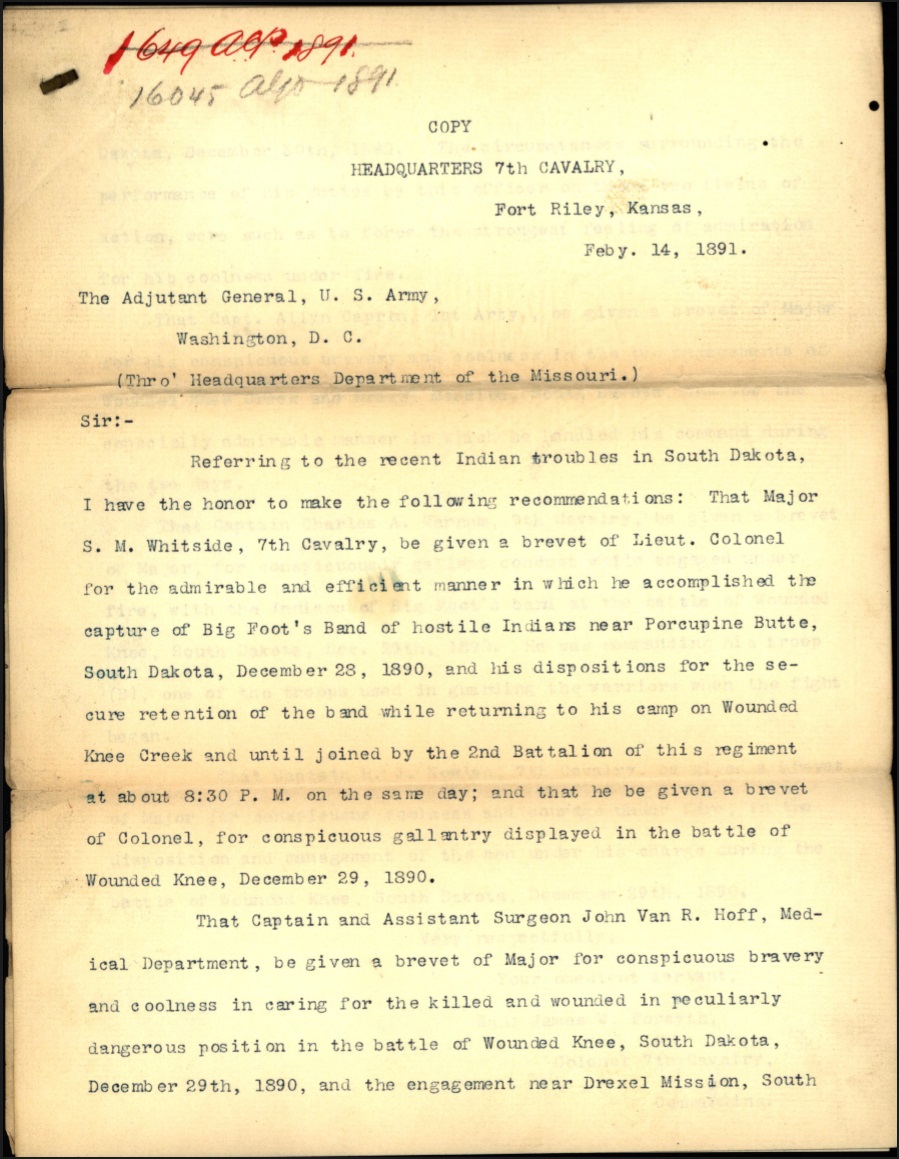 1649 ACP. 1891.
16045 1891
COPY
HEADQUARTERS 7th CAVALRY,
Fort Riley, Kansas,
Feby. 14, 1891.
The Adjutant General, U. S. Army,
Washington, D. C.
(Thro' Headquarters Department of the Missouri.)
Sir:-
Referring to the recent Indian troubles in South Dakota,
I have the honor to make the following recommendations: That Major
S. M. Whitside, 7th Cavalry, be given a brevet of Lieut. Colonel
for the admirable and efficient manner in which he accomplished the
capture of Big Foot's Band of hostile Indians near Porcupine Butte,
South Dakota, December 28, 1890, and his dispositions for the se-
cure retention of the band while returning to his camp on Wounded
Knee Creek and until joined by the 2nd Battalion of this regiment
at about 8:30 P. M. on the same day; and that he be given a brevet
of Colonel, for conspicuous gallantry displayed in the battle of
Wounded Knee, December 29, 1890.
That Captain and Assistant Surgeon John Van R. Hoff, Med-
ical Department, be given a brevet of Major for conspicuous bravery
and coolness in caring for the killed and wounded in peculiarly
dangerous position in the battle of Wounded Knee, South Dakota,
December 29th, 1890, and the engagement near Drexel Mission, South